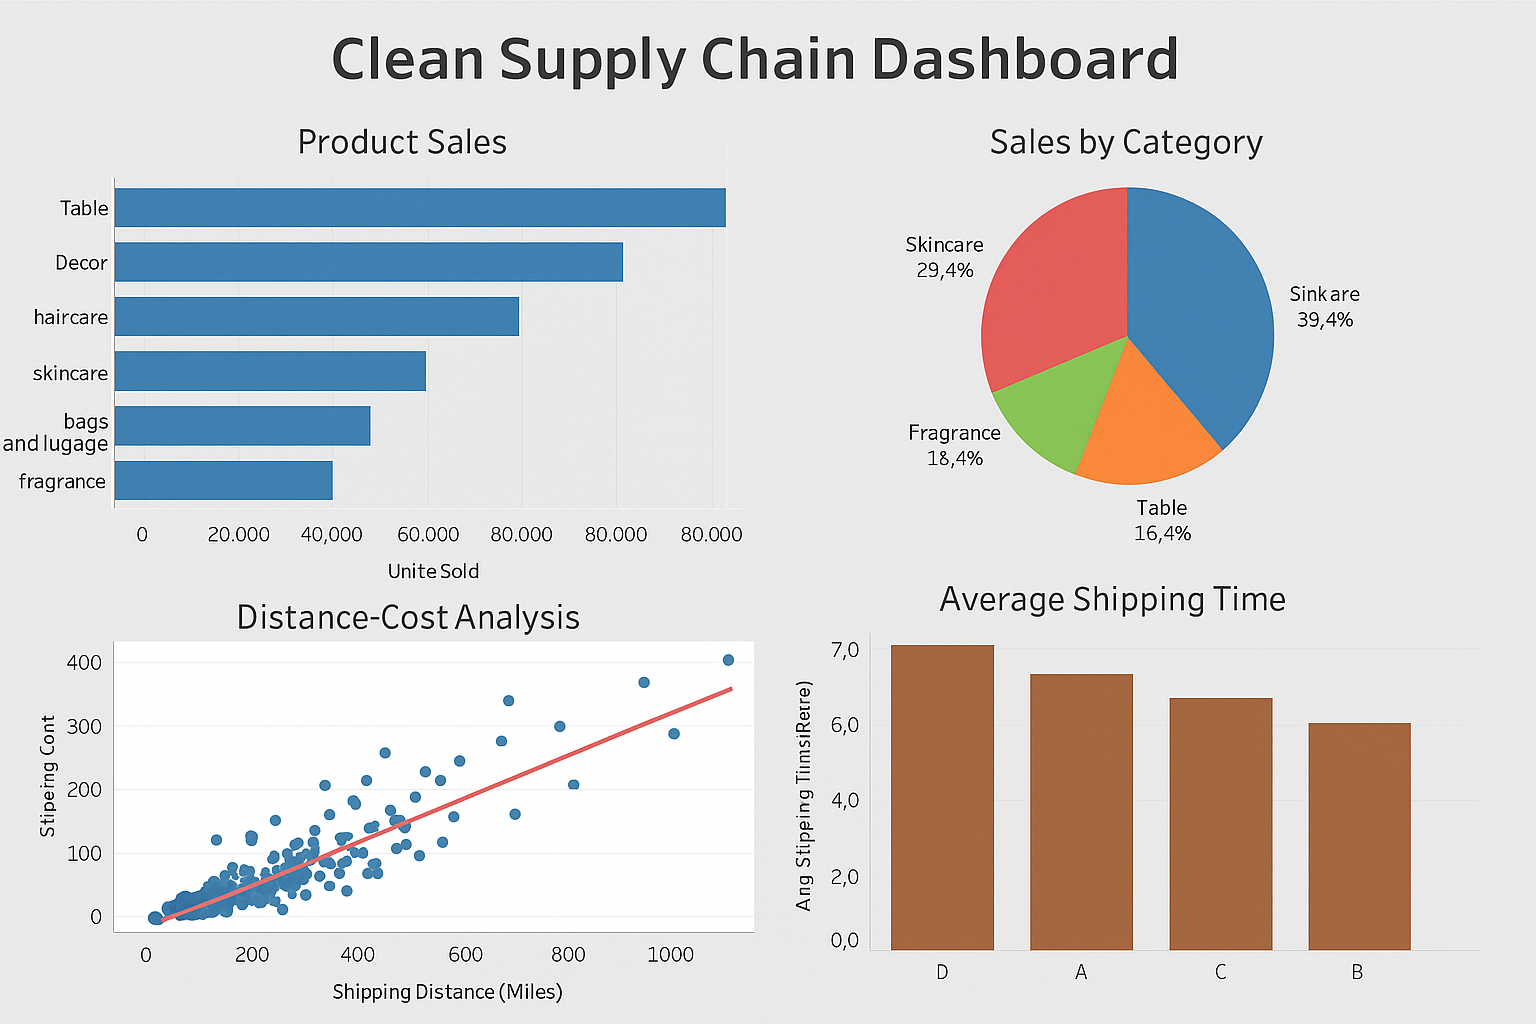 Clean Supply Chain Dashboard
Product Sales
Table
Decor
haircare
skincare
bags
and lugage
fragrance
0 20.000 40,000 60.000 80.000 80.000 80.000
Unite Sold
Sales by Category
Skincare
29,4%
Sinkare
39,4%
Fragrance
18,4%
Table
16,4%
Distance-Cost Analysis
400
300
200
100
0
Stipeing Cont
0 200 400 600 800 1000
Shipping Distance (Miles)
Average Shipping Time
7,0
6,0
4,0
2,0
0,0
Ang Stipping
D A C B